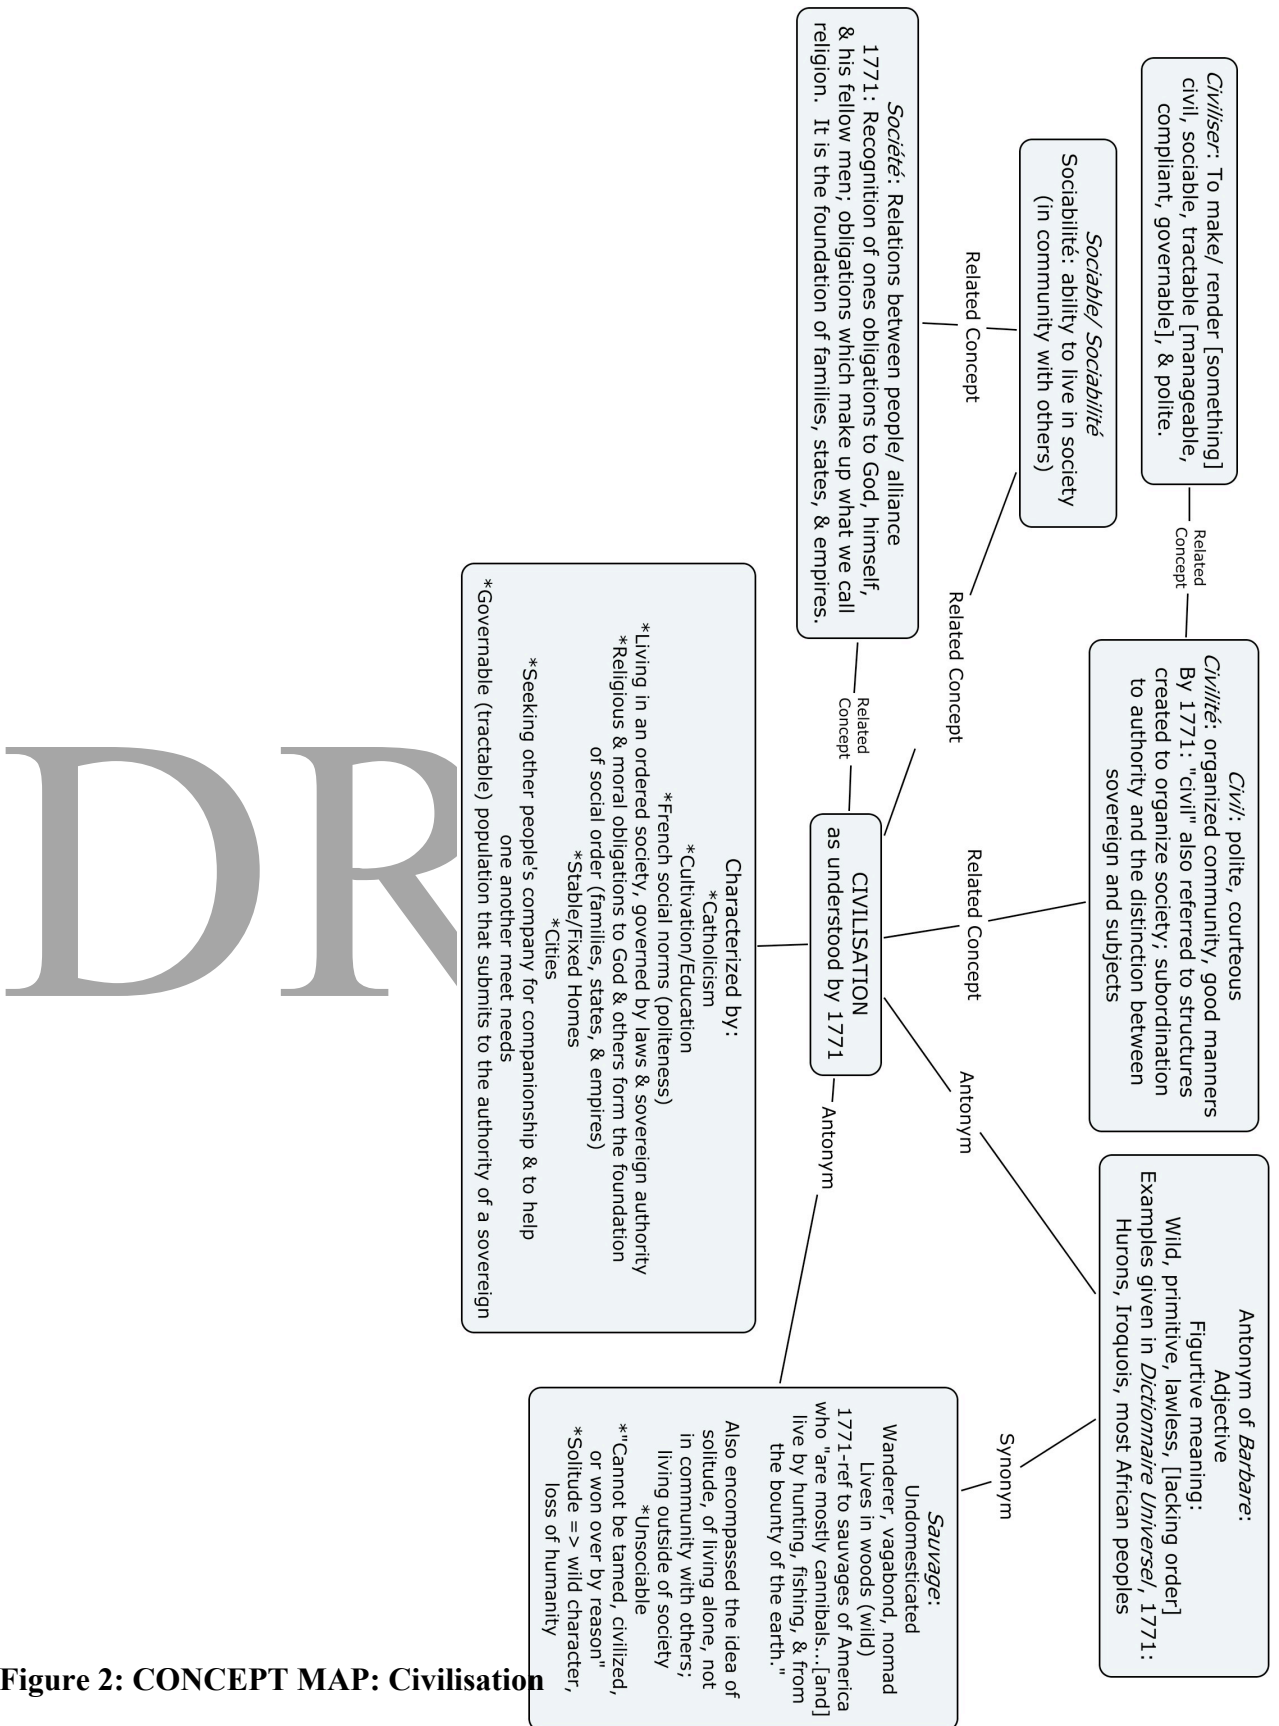 Civiliser: To make/ render [something]
civil, sociable, tractable [manageable,
compliant, governable], & polite.
Related
Concept
Civil: polite, courteous
Civilité: organized community, good manners
By 1771: "civil" also referred to structures
created to organize society; subordination
to authority and the distinction between
sovereign and subjects
Antonym of Barbare:
Adjective
Figurtive meaning:
Wild, primitive, lawless, [lacking order]
Examples given in Dictionnaire Universel, 1771:
Hurons, Iroquois, most African peoples
Sociable/ Sociabilité
Sociabilité: ability to live in society
(in community with others)
Related Concept
Related Concept
Related Concept
Antonym
Synonym
Société: Relations between people/ alliance
1771: Recognition of ones obligations to God, himself,
& his fellow men; obligations which make up what we call
religion.  It is the foundation of families, states, & empires.
Related
Concept
CIVILISATION
as understood by 1771
Antonym
Sauvage:
Undomesticated
Wanderer, vagabond, nomad
Lives in woods (wild)
1771-ref to sauvages of America
who "are mostly cannibals...[and]
live by hunting, fishing, & from
the bounty of the earth."
Also encompassed the idea of
solitude, of living alone, not
in community with others;
living outside of society
*Unsociable
*"Cannot be tamed, civilized,
or won over by reason"
*Solitude => wild character,
loss of humanity
Characterized by:
*Catholicism
*Cultivation/Education
*French social norms (politeness)
*Living in an ordered society, governed by laws & sovereign authority
*Religious & moral obligations to God & others form the foundation
of social order (families, states, & empires)
*Stable/Fixed Homes
*Cities
*Seeking other people's company for companionship & to help
one another meet needs
*Governable (tractable) population that submits to the authority of a sovereign
DR
Figure 2: CONCEPT MAP: Civilisation